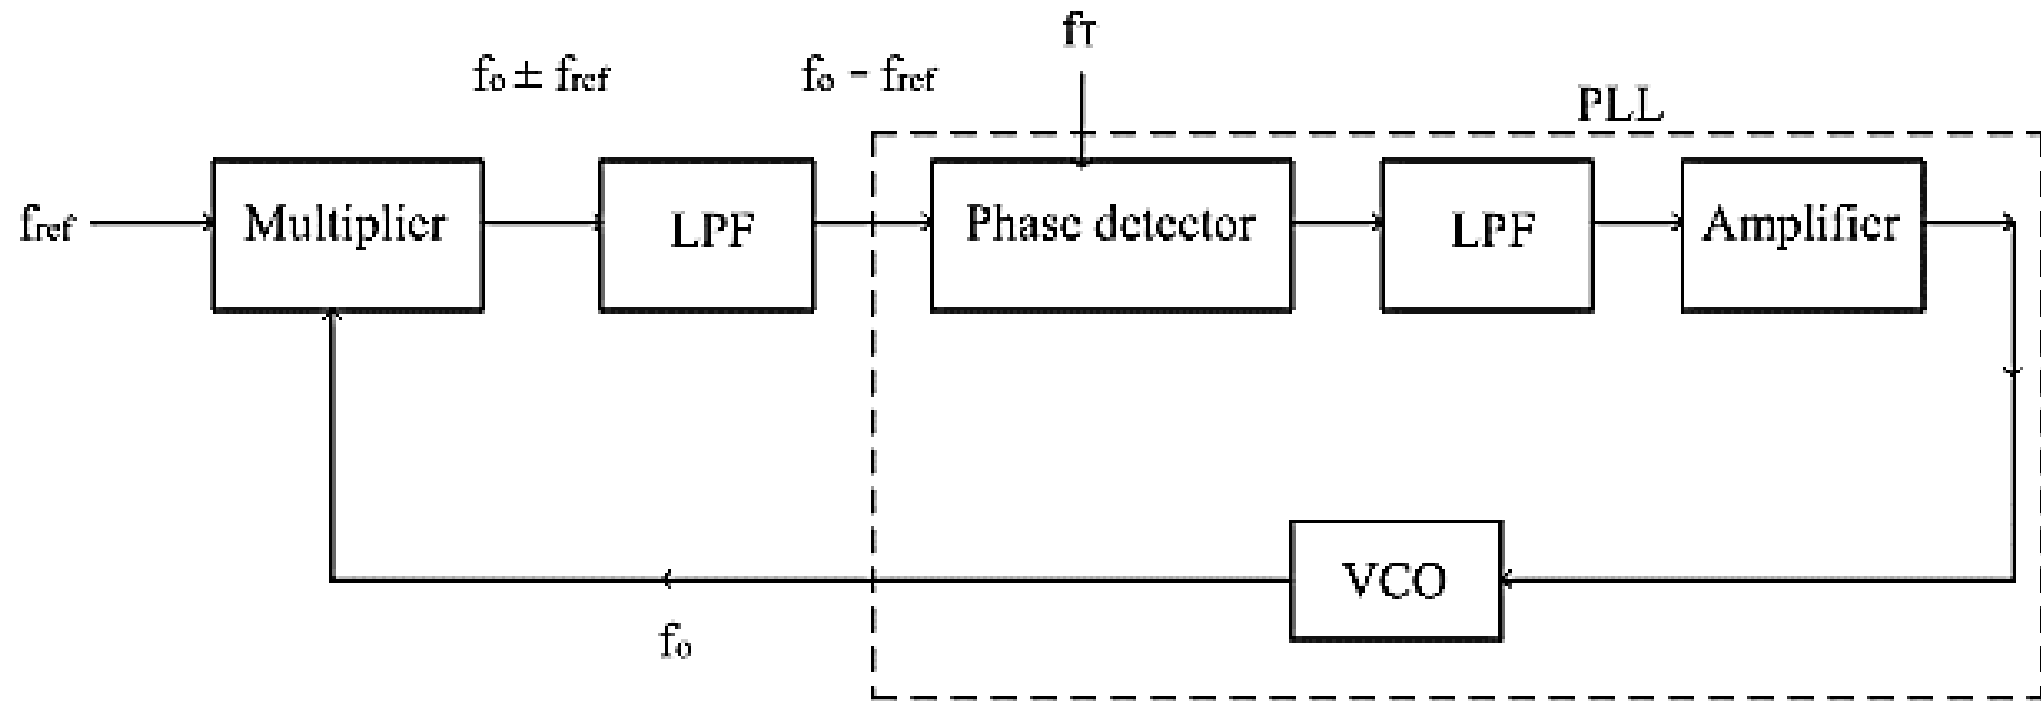 fT
fo ± fref
fo - fref
PLL
fref
Multiplier
LPF
Phase detector
LPF
Amplifier
VCO
fo